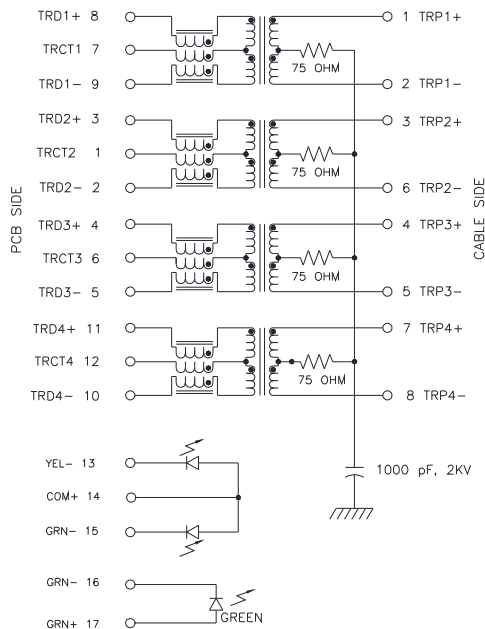 TRD1+ 8
1 TRP1+
TRCT1 7
75 OHM
TRD1- 9
2 TRP1-
TRD2+ 3
3 TRP2+
TRCT2 1
75 OHM
TRD2- 2
6 TRP2-
PCB SIDE
CABLE SIDE
TRD3+ 4
4 TRP3+
TRCT3 6
75 OHM
TRD3- 5
5 TRP3-
TRD4+ 11
7 TRP4+
TRCT4 12
75 OHM
TRD4- 10
8 TRP4-
YEL- 13
1000 pF, 2KV
COM+ 14
GRN- 15
GRN- 16
GREEN
GRN+ 17